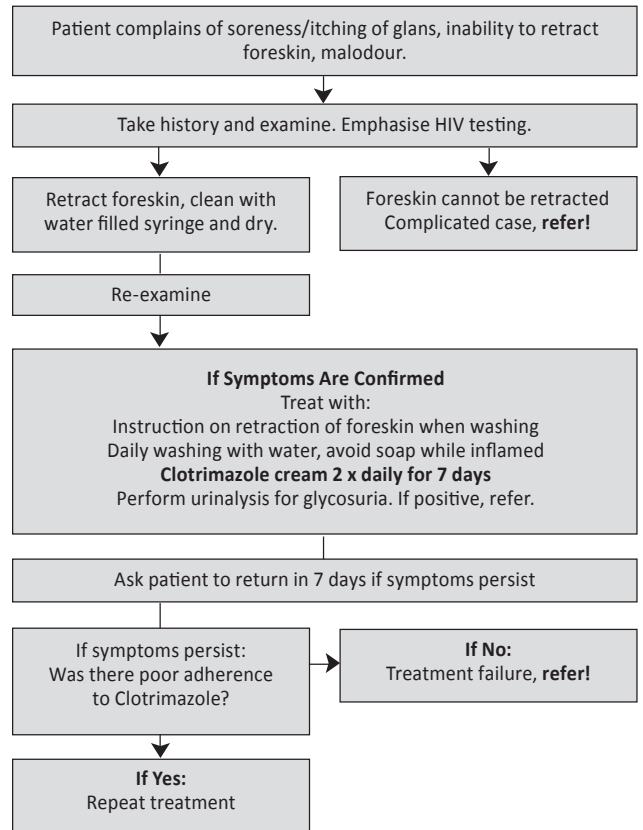 Patient complains of soreness/itching of glans, inability to retract
foreskin, malodour.
Take history and examine. Emphasise HIV testing.
Retract foreskin, clean with
water filled syringe and dry.
Foreskin cannot be retracted
Complicated case, refer!
Re-examine
If Symptoms Are Confirmed
Treat with:
Instruction on retraction of foreskin when washing
Daily washing with water, avoid soap while inflamed
Clotrimazole cream 2 x daily for 7 days
Perform urinalysis for glycosuria. If positive, refer.
Ask patient to return in 7 days if symptoms persist
If symptoms persist:
Was there poor adherence
to Clotrimazole?
If No:
Treatment failure, refer!
If Yes:
Repeat treatment